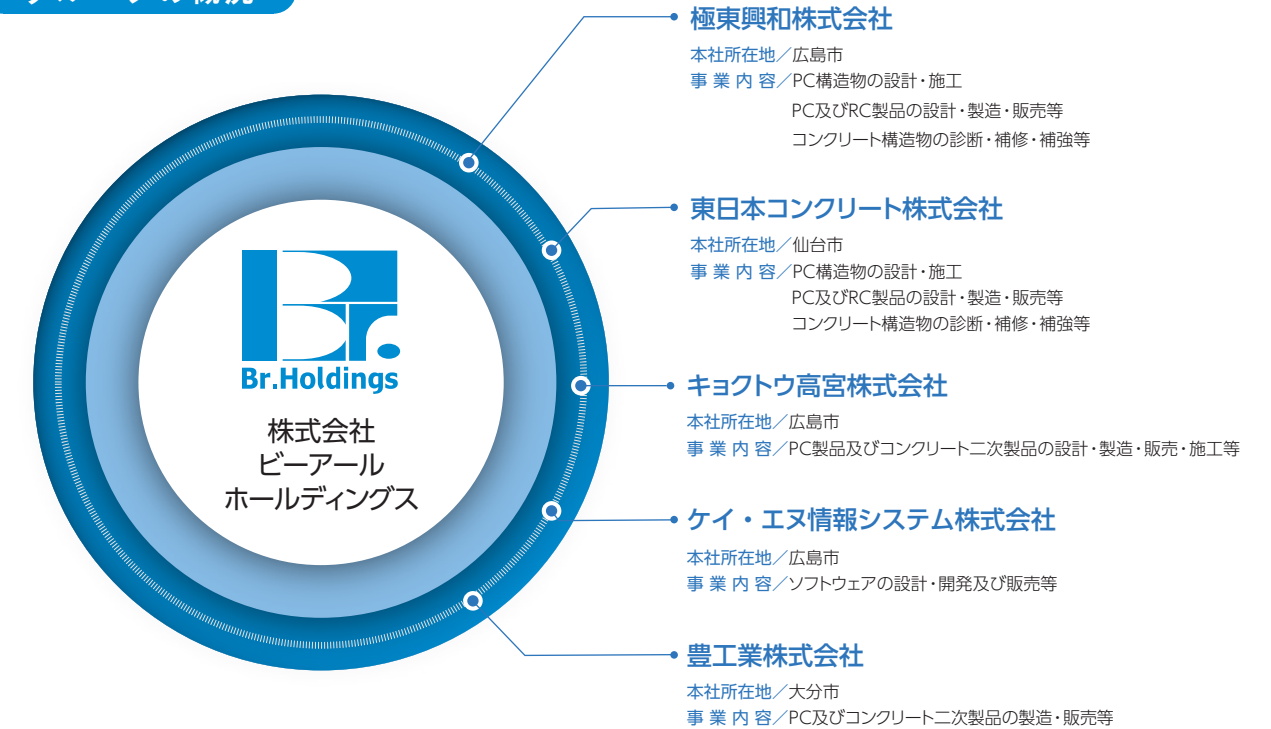 極東興和株式会社
本社所在地/広島市
事業内容/PC構造物の設計・施工
PC及びRC製品の設計・製造・販売等
コンクリート構造物の診断・補修・補強等
東日本コンクリート株式会社
本社所在地/仙台市
事業内容/PC構造物の設計・施工
PC及びRC製品の設計・製造・販売等
コンクリート構造物の診断・補修・補強等
Br.
Br.Holdings
株式会社
ビーアール
ホールディングス
キョクトウ高宮株式会社
本社所在地/広島市
事業内容/PC製品及びコンクリート二次製品の設計・製造・販売・施工等
ケイ・エヌ情報システム株式会社
本社所在地/広島市
事業内容/ソフトウェアの設計・開発及び販売等
豊工業株式会社
本社所在地/大分市
事業内容/PC及びコンクリート二次製品の製造・販売等